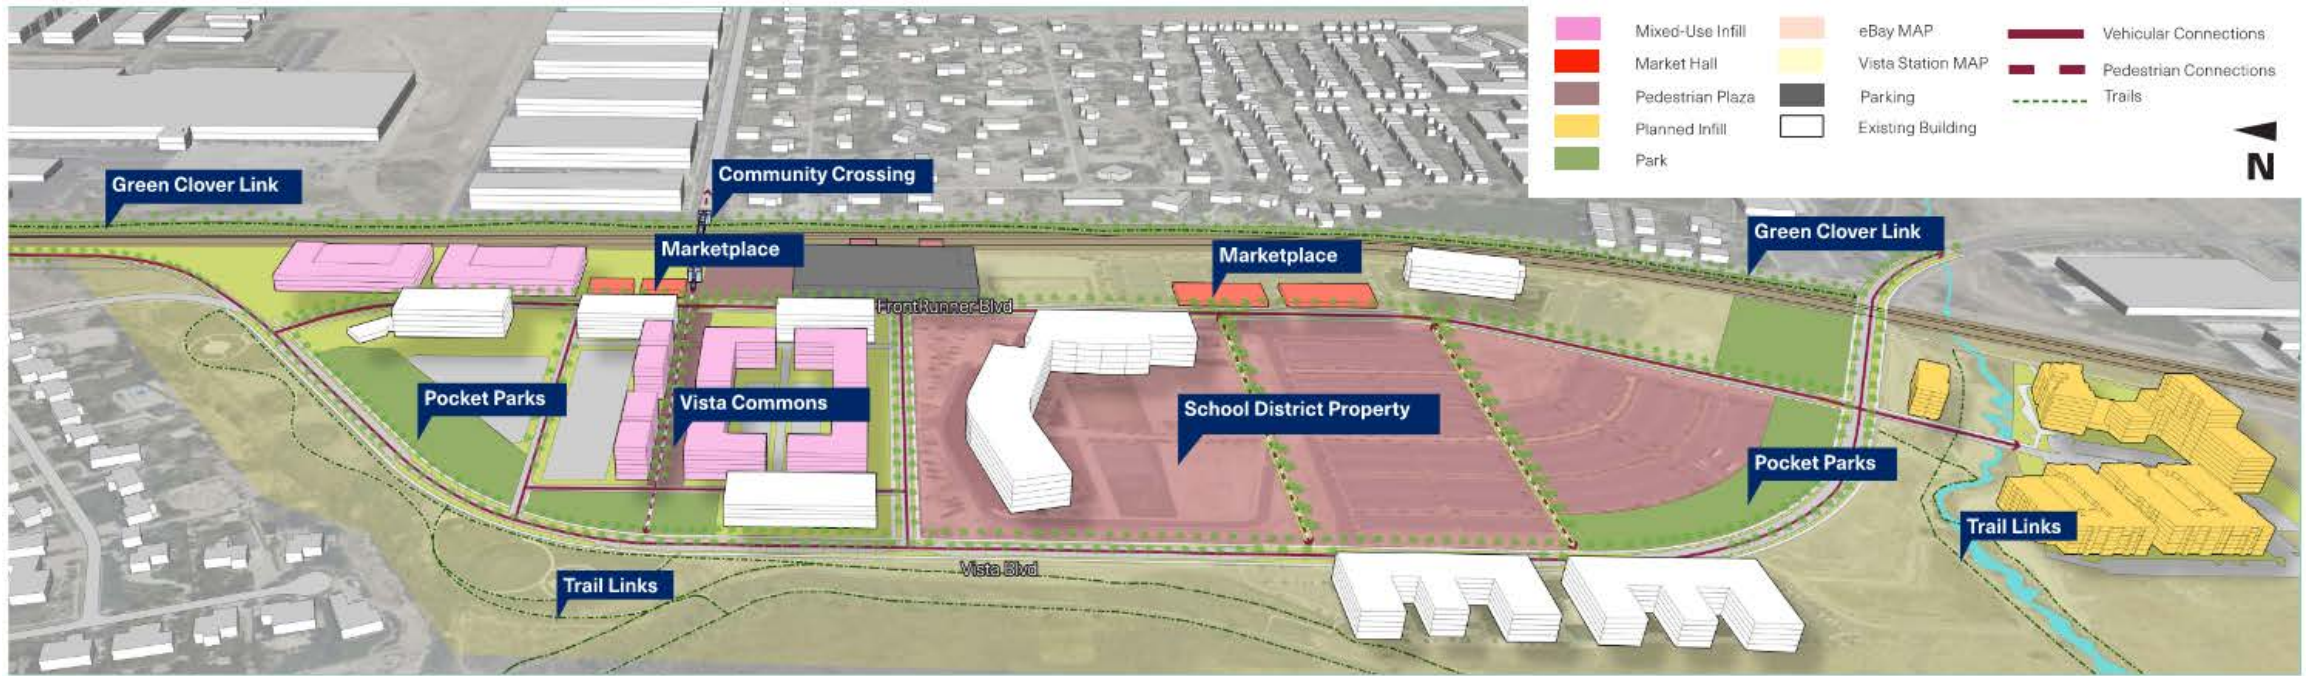 Mixed-Use Infill
Market Hall
Pedestrian Plaza
Planned Infill
Park
eBay MAP
Vista Station MAP
Parking
Existing Building
Vehicular Connections
Pedestrian Connections
Trails
N
Green Clover Link
Community Crossing
Marketplace
Marketplace
Green Clover Link
FrontRunner Blvd
Pocket Parks
Vista Commons
School District Property
Pocket Parks
Trail Links
Vista Blvd
Trail Links